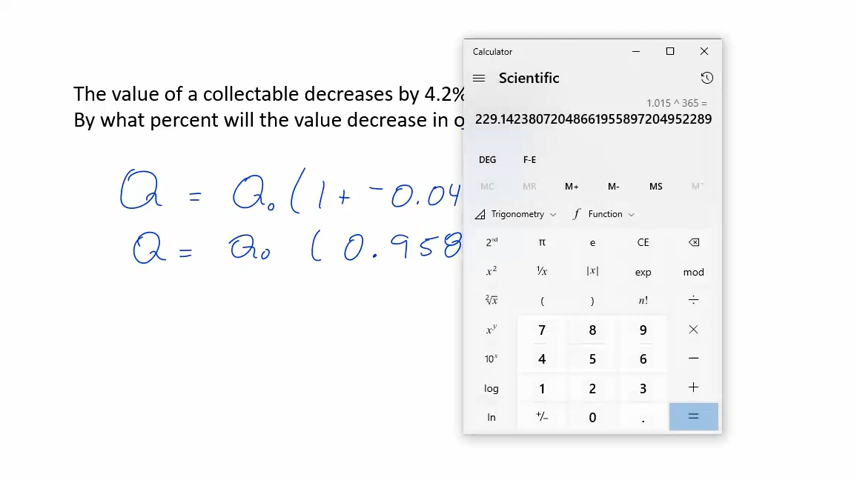 The value of a collectable decreases by 4.2%
By what percent will the value decrease in
Q = Q₀ (1 + -0.04
Q = Q₀ (0.958
Calculator
Scientific
1.015 ^ 365 =
229.14238072048661955897204952289
DEG F-E
MC MR M+ M- MS M˅
Trigonometry Function
2ⁿᵈ π e CE
x² ¹/x |x| exp mod
²√x ( ) n! ÷
xʸ 7 8 9 ×
10ˣ 4 5 6 −
log 1 2 3 +
ln +/- 0 . =